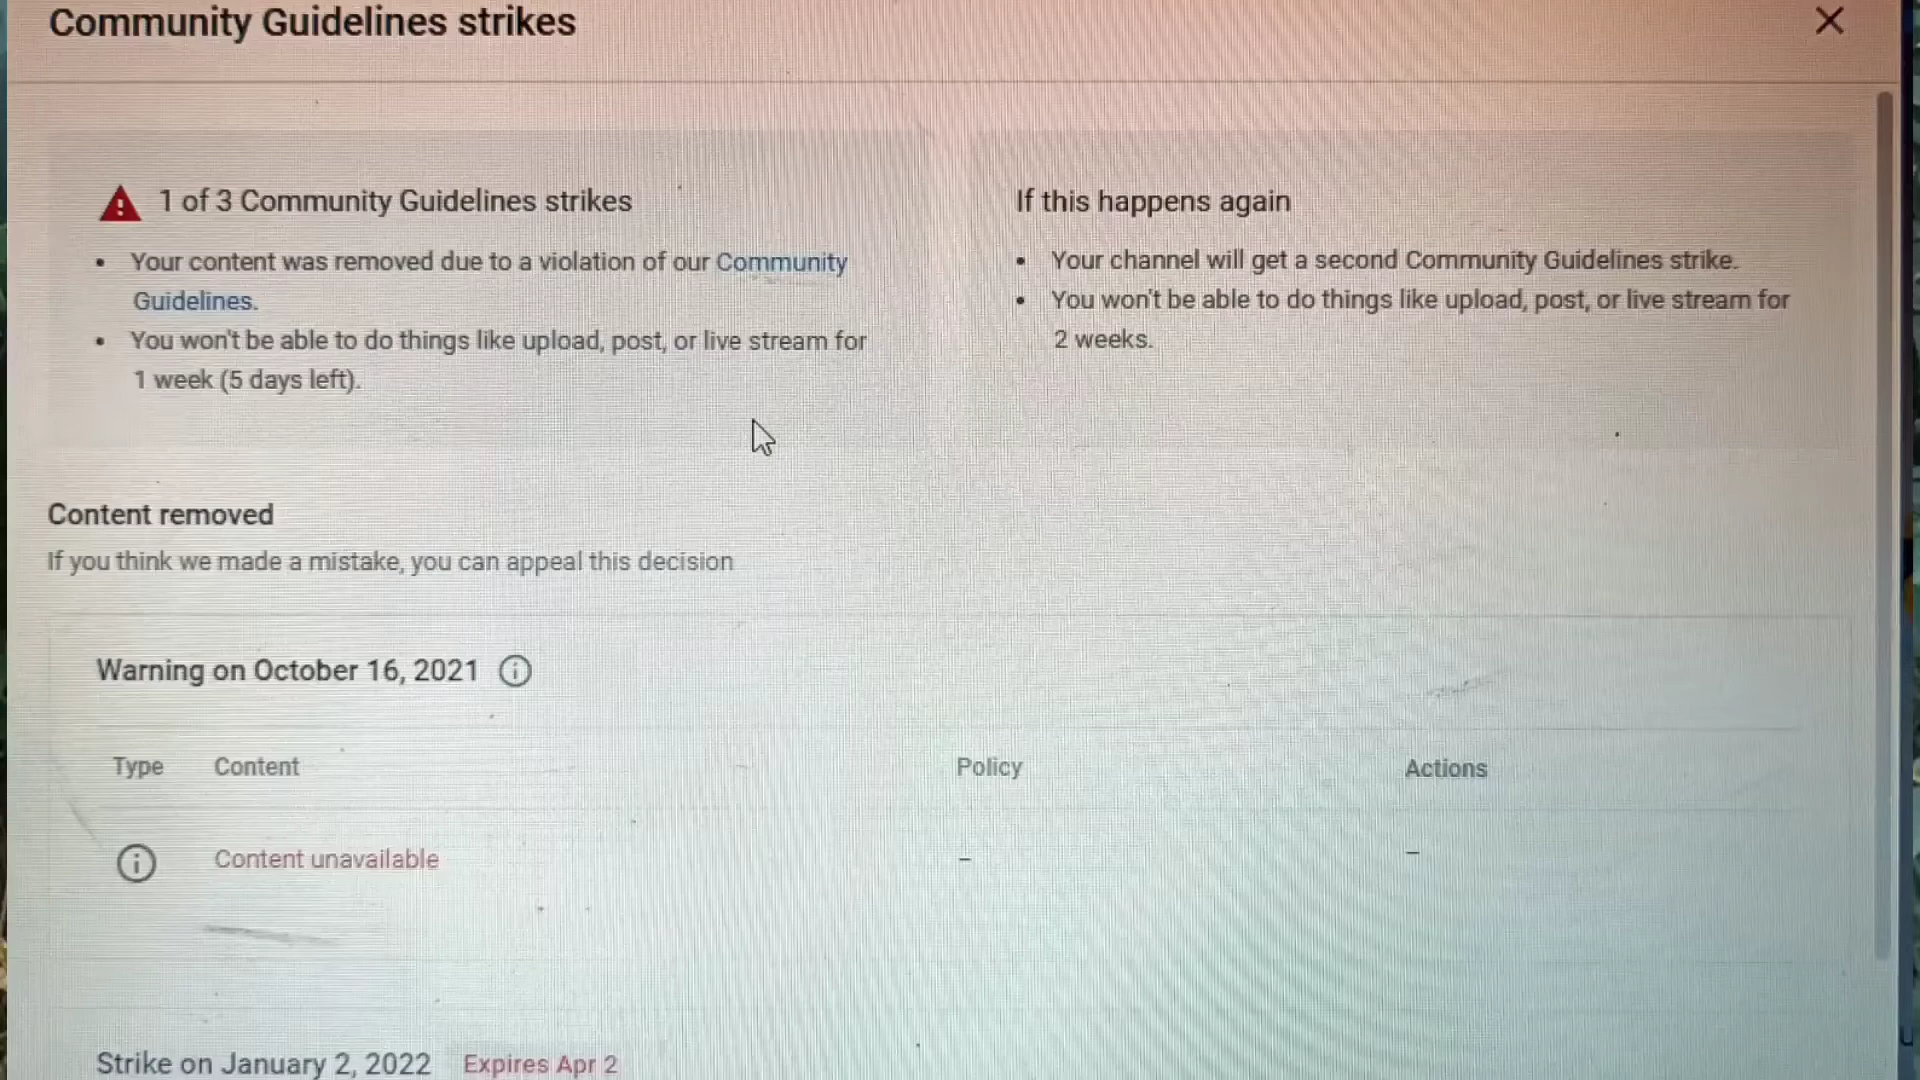 Community Guidelines strikes
1 of 3 Community Guidelines strikes
Your content was removed due to a violation of our Community
Guidelines.
You won't be able to do things like upload, post, or live stream for
1 week (5 days left).
If this happens again
Your channel will get a second Community Guidelines strike.
You won't be able to do things like upload, post, or live stream for
2 weeks.
Content removed
If you think we made a mistake, you can appeal this decision
Warning on October 16, 2021
Type Content Policy Actions
Content unavailable – –
Strike on January 2, 2022 Expires Apr 2